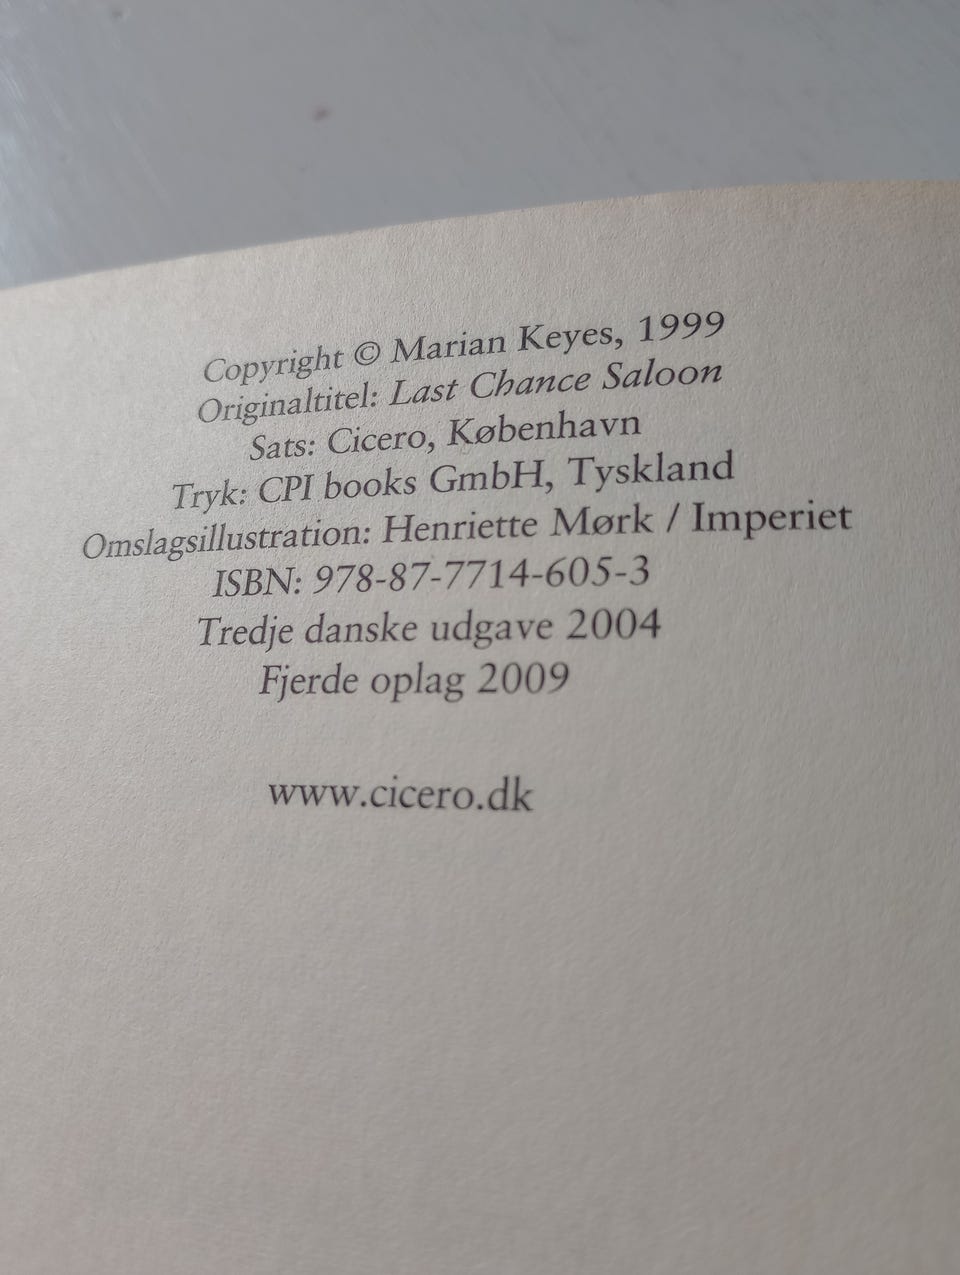 Copyright © Marian Keyes, 1999
Originaltitel: Last Chance Saloon
Sats: Cicero, København
Tryk: CPI books GmbH, Tyskland
Omslagsillustration: Henriette Mørk / Imperiet
ISBN: 978-87-7714-605-3
Tredje danske udgave 2004
Fjerde oplag 2009
www.cicero.dk